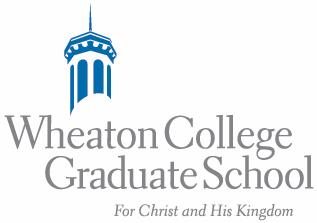 Wheaton College
Graduate School
For Christ and His Kingdom